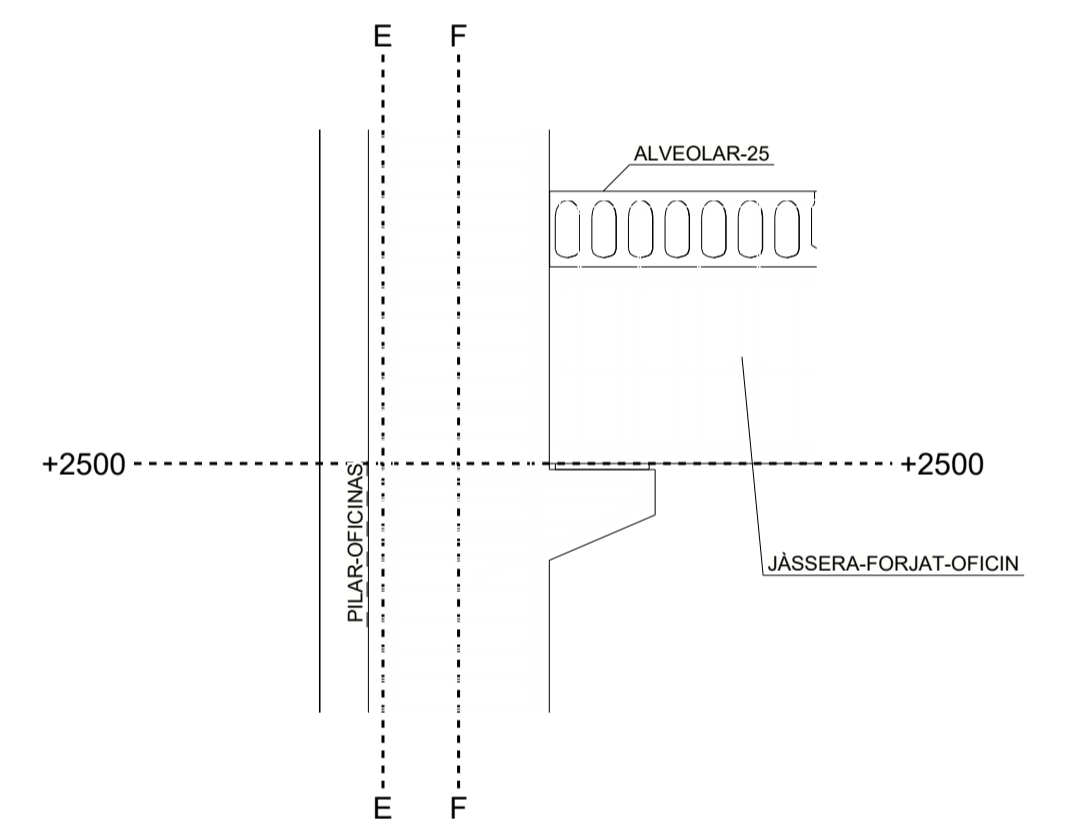 E F
ALVEOLAR-25
+2500 +2500
PILAR-OFICINAS
JÀSSERA-FORJAT-OFICIN
E F